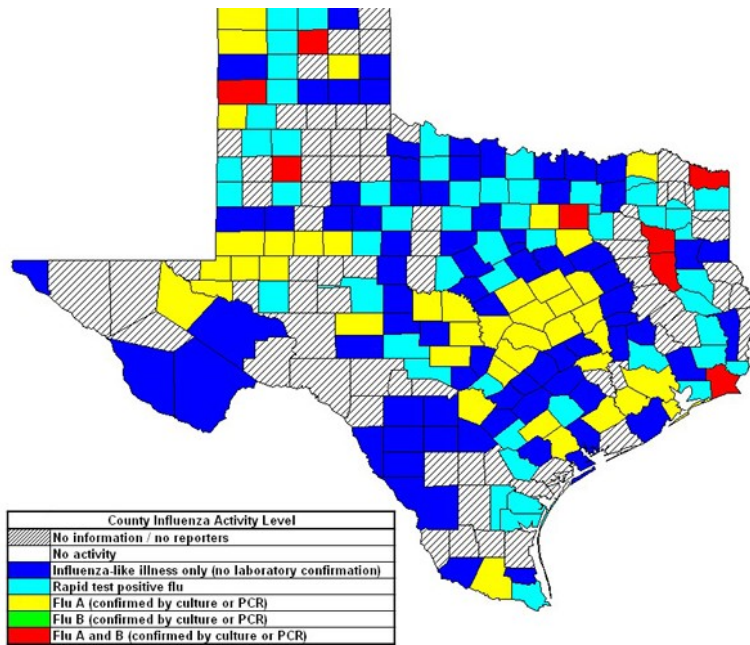 County Influenza Activity Level
No information / no reporters
No activity
Influenza-like illness only (no laboratory confirmation)
Rapid test positive flu
Flu A (confirmed by culture or PCR)
Flu B (confirmed by culture or PCR)
Flu A and B (confirmed by culture or PCR)